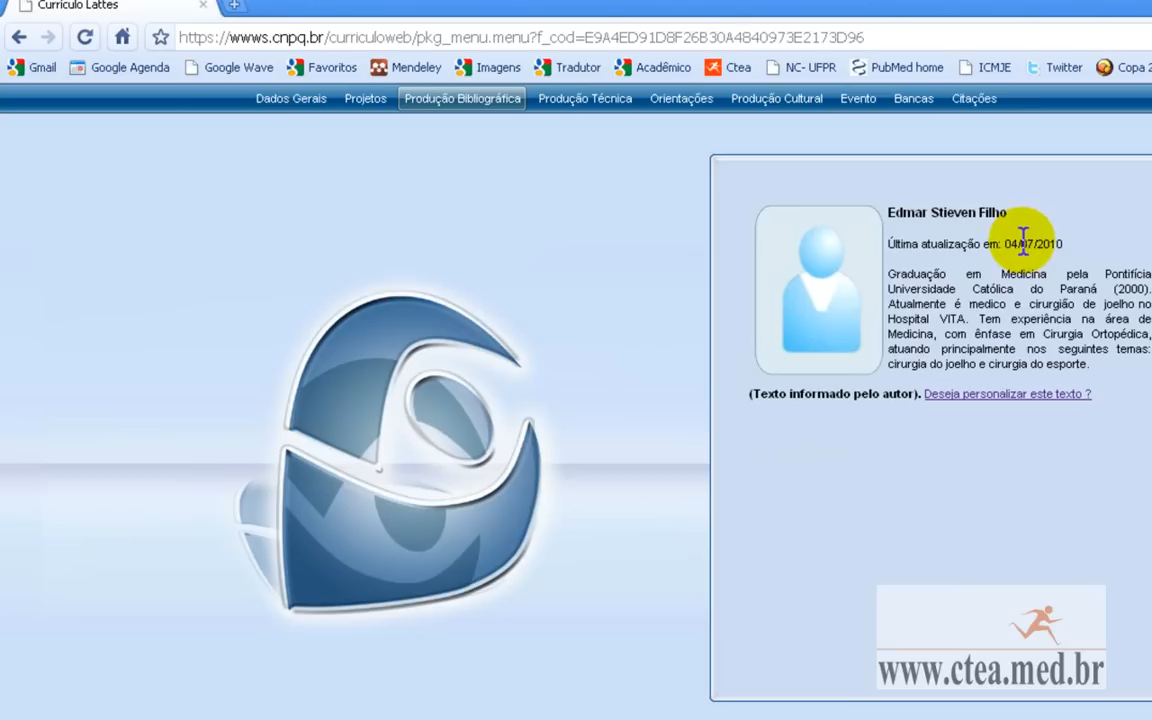 Currículo Lattes
https://wwws.cnpq.br/curriculoweb/pkg_menu.menu?f_cod=E9A4ED91D8F26B30A4840973E2173D96
Gmail Google Agenda Google Wave Favoritos Mendeley Imagens Tradutor Acadêmico Ctea NC- UFPR PubMed home ICMJE Twitter Copa 2
Dados Gerais Projetos Produção Bibliográfica Produção Técnica Orientações Produção Cultural Evento Bancas Citações
Edmar Stieven Filho
Última atualização em: 04/07/2010
Graduação em Medicina pela Pontifícia
Universidade Católica do Paraná (2000).
Atualmente é medico e cirurgião de joelho no
Hospital VITA. Tem experiência na área de
Medicina, com ênfase em Cirurgia Ortopédica,
atuando principalmente nos seguintes temas:
cirurgia do joelho e cirurgia do esporte.
(Texto informado pelo autor). Deseja personalizar este texto ?
www.ctea.med.br